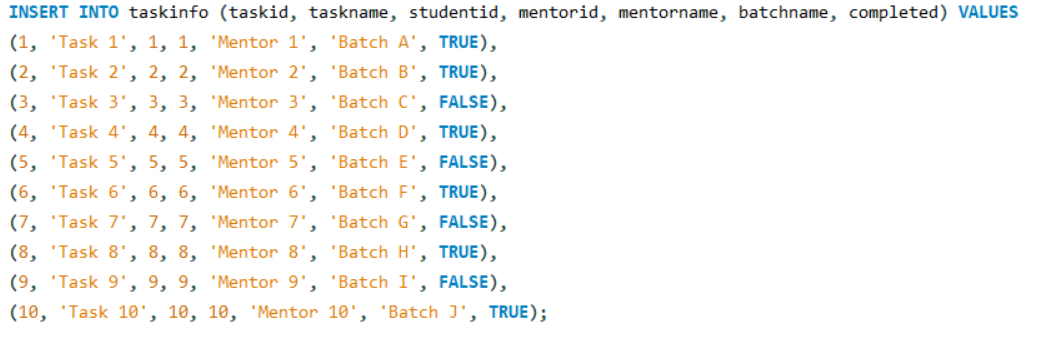 INSERT INTO taskinfo (taskid, taskname, studentid, mentorid, mentorname, batchname, completed) VALUES
(1, 'Task 1', 1, 1, 'Mentor 1', 'Batch A', TRUE),
(2, 'Task 2', 2, 2, 'Mentor 2', 'Batch B', TRUE),
(3, 'Task 3', 3, 3, 'Mentor 3', 'Batch C', FALSE),
(4, 'Task 4', 4, 4, 'Mentor 4', 'Batch D', TRUE),
(5, 'Task 5', 5, 5, 'Mentor 5', 'Batch E', FALSE),
(6, 'Task 6', 6, 6, 'Mentor 6', 'Batch F', TRUE),
(7, 'Task 7', 7, 7, 'Mentor 7', 'Batch G', FALSE),
(8, 'Task 8', 8, 8, 'Mentor 8', 'Batch H', TRUE),
(9, 'Task 9', 9, 9, 'Mentor 9', 'Batch I', FALSE),
(10, 'Task 10', 10, 10, 'Mentor 10', 'Batch J', TRUE);